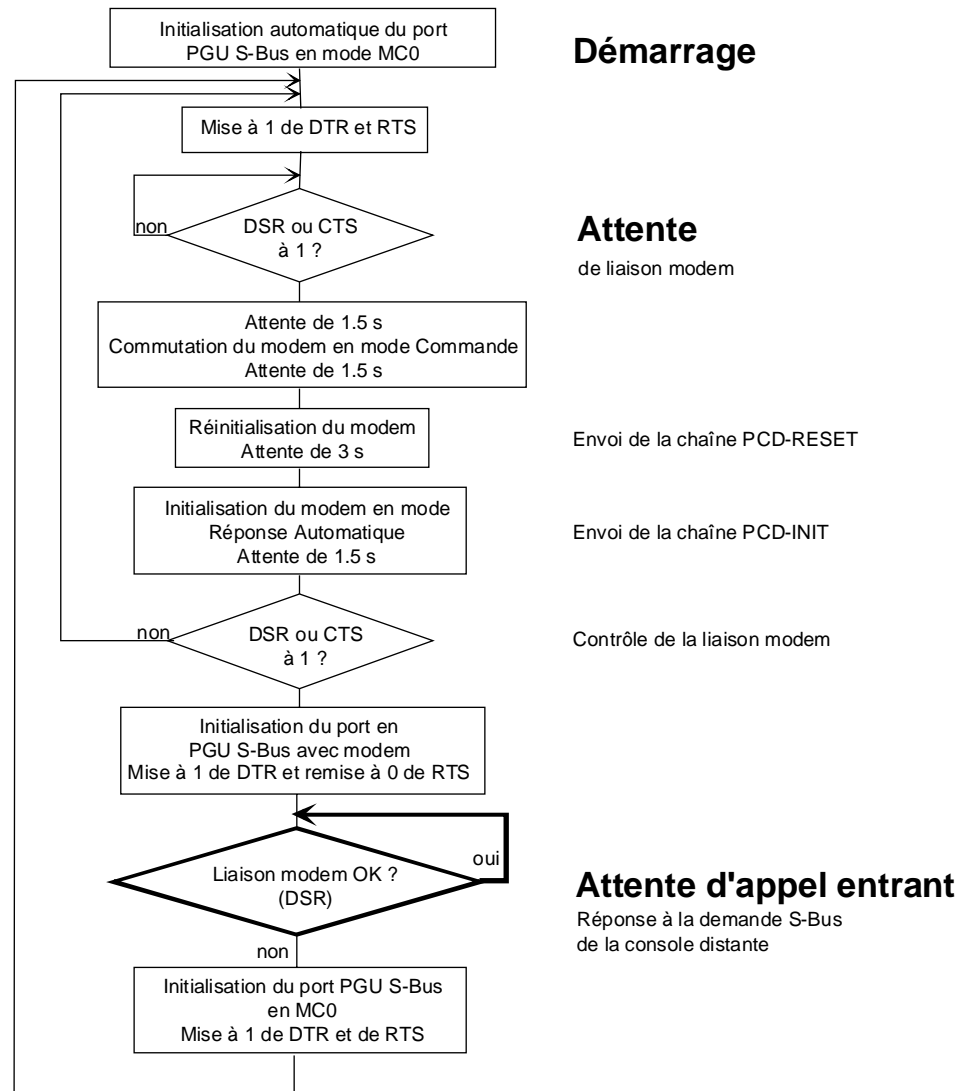 Initialisation automatique du port
PGU S-Bus en mode MC0
Démarrage
Mise à 1 de DTR et RTS
non
DSR ou CTS
à 1 ?
Attente
de liaison modem
Attente de 1.5 s
Commutation du modem en mode Commande
Attente de 1.5 s
Réinitialisation du modem
Attente de 3 s
Envoi de la chaîne PCD-RESET
Initialisation du modem en mode
Réponse Automatique
Attente de 1.5 s
Envoi de la chaîne PCD-INIT
non
DSR ou CTS
à 1 ?
Contrôle de la liaison modem
Initialisation du port en
PGU S-Bus avec modem
Mise à 1 de DTR et remise à 0 de RTS
Liaison modem OK ?
(DSR)
oui
Attente d'appel entrant
Réponse à la demande S-Bus
de la console distante
non
Initialisation du port PGU S-Bus
en MC0
Mise à 1 de DTR et de RTS